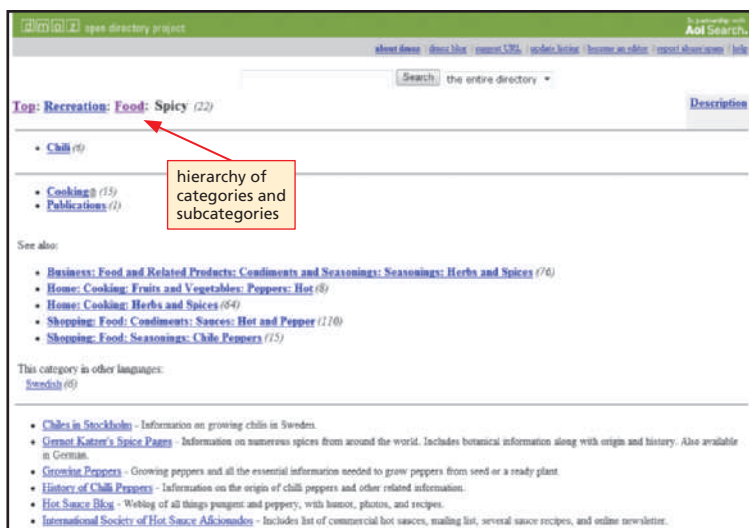 dmoz open directory project
In partnership with
Aol Search.
about dmoz | dmoz blog | suggest URL | update listing | become an editor | report abuse/spam | help
Search the entire directory
Top: Recreation: Food: Spicy (22)
Description
• Chili (6)
hierarchy of
categories and
subcategories
• Cooking@ (15)
• Publications (1)
See also:
• Business: Food and Related Products: Condiments and Seasonings: Seasonings: Herbs and Spices (76)
• Home: Cooking: Fruits and Vegetables: Peppers: Hot (8)
• Home: Cooking: Herbs and Spices (64)
• Shopping: Food: Condiments: Sauces: Hot and Pepper (110)
• Shopping: Food: Seasonings: Chile Peppers (15)
This category in other languages:
Swedish (6)
• Chiles in Stockholm - Information on growing chilis in Sweden.
• Gernot Katzer's Spice Pages - Information on numerous spices from around the world. Includes botanical information along with origin and history. Also available
in German.
• Growing Peppers - Growing peppers and all the essential information needed to grow peppers from seed or a ready plant.
• History of Chilli Peppers - Information on the origin of chilli peppers and other related information.
• Hot Sauce Blog - Weblog of all things pungent and peppery, with humor, photos, and recipes.
• International Society of Hot Sauce Aficionados - Includes list of commercial hot sauces, mailing list, several sauce recipes, and online newsletter.